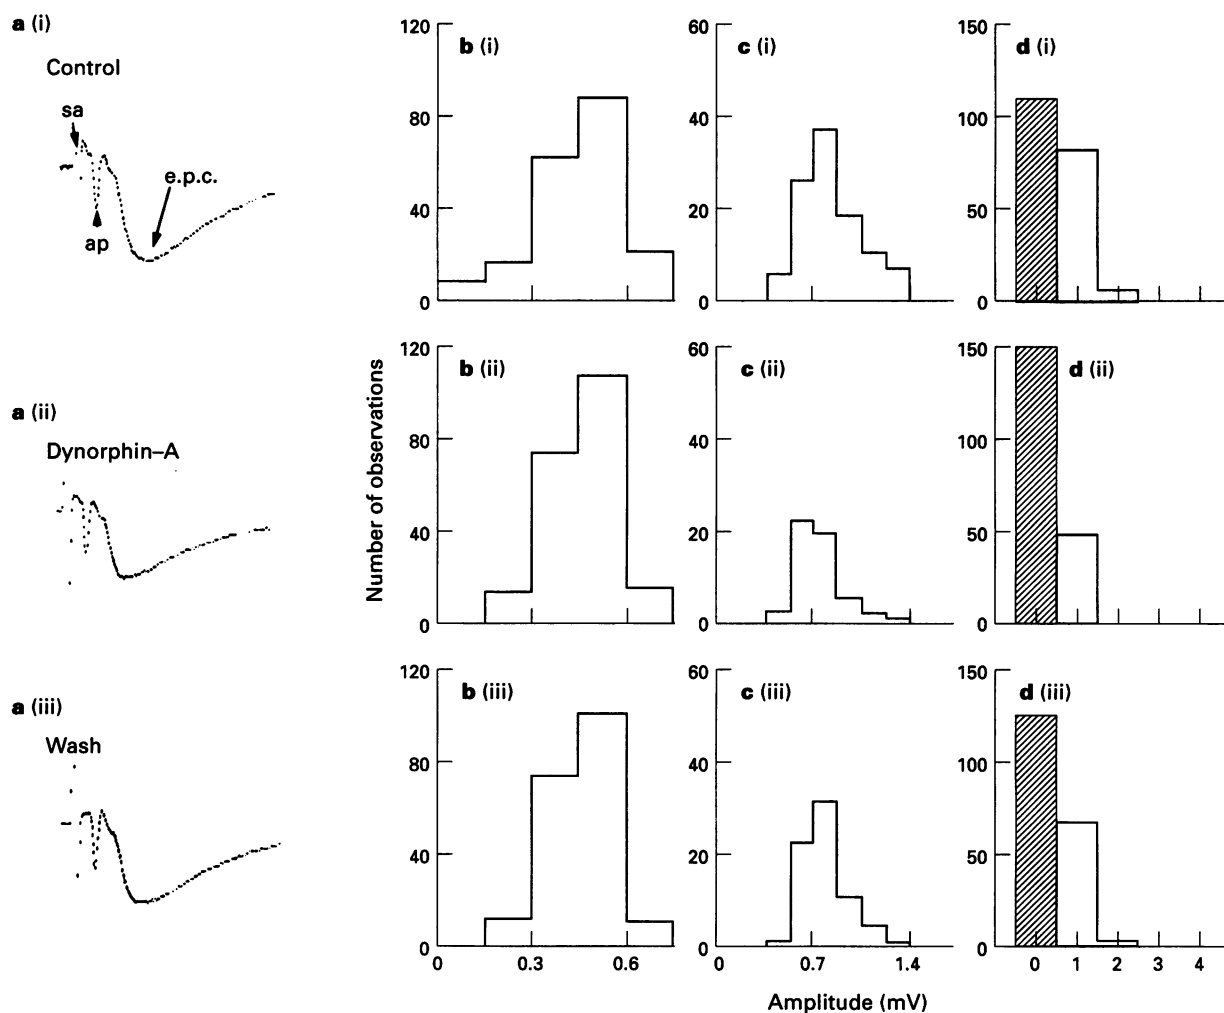 a (i)
Control
sa
e.p.c.
ap
a (ii)
Dynorphin–A
a (iii)
Wash
Number of observations
b (i)
120
80
40
0
c (i)
60
40
20
0
d (i)
150
100
50
0
b (ii)
120
80
40
0
c (ii)
60
40
20
0
d (ii)
150
100
50
0
b (iii)
120
80
40
0
0 0.3 0.6
c (iii)
60
40
20
0
0 0.7 1.4
d (iii)
150
100
50
0
0 1 2 3 4
Amplitude (mV)